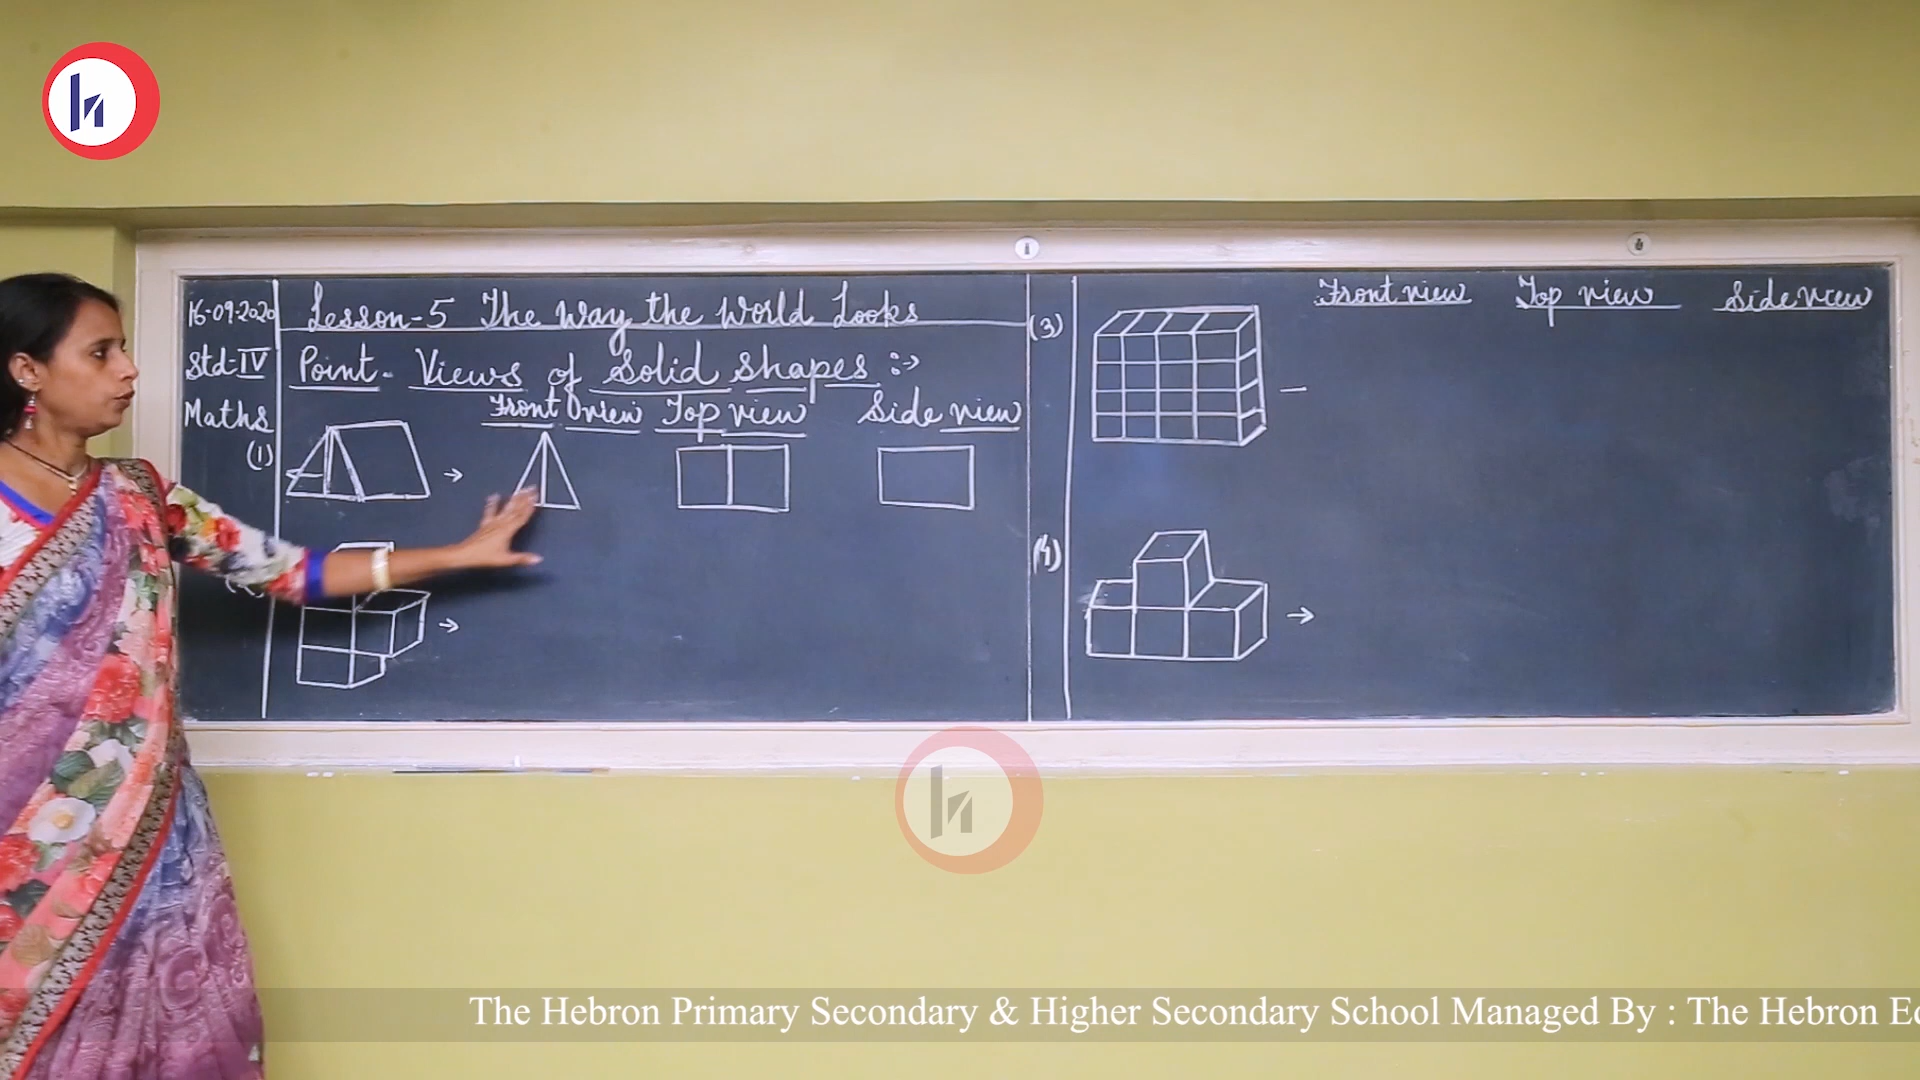 16-09-2020
Lesson-5 The Way the World Looks
Std-IV
Point - Views of Solid Shapes :→
Maths
Front view Top view Side view
(1)
Front view Top view Side view
(3)
(4)
The Hebron Primary Secondary & Higher Secondary School Managed By : The Hebron